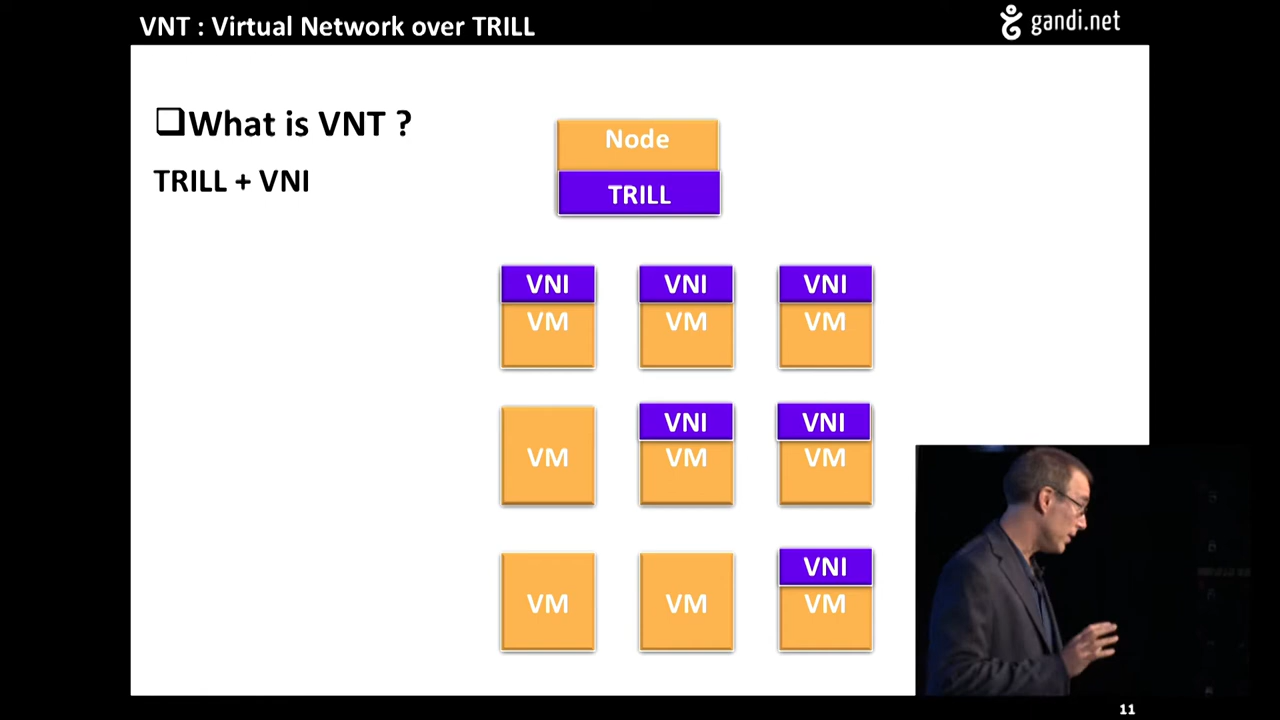 VNT : Virtual Network over TRILL
gandi.net
❑What is VNT ?
TRILL + VNI
Node
TRILL
VNI VNI VNI
VM VM VM
VNI VNI
VM VM VM
VNI
VM VM VM
11